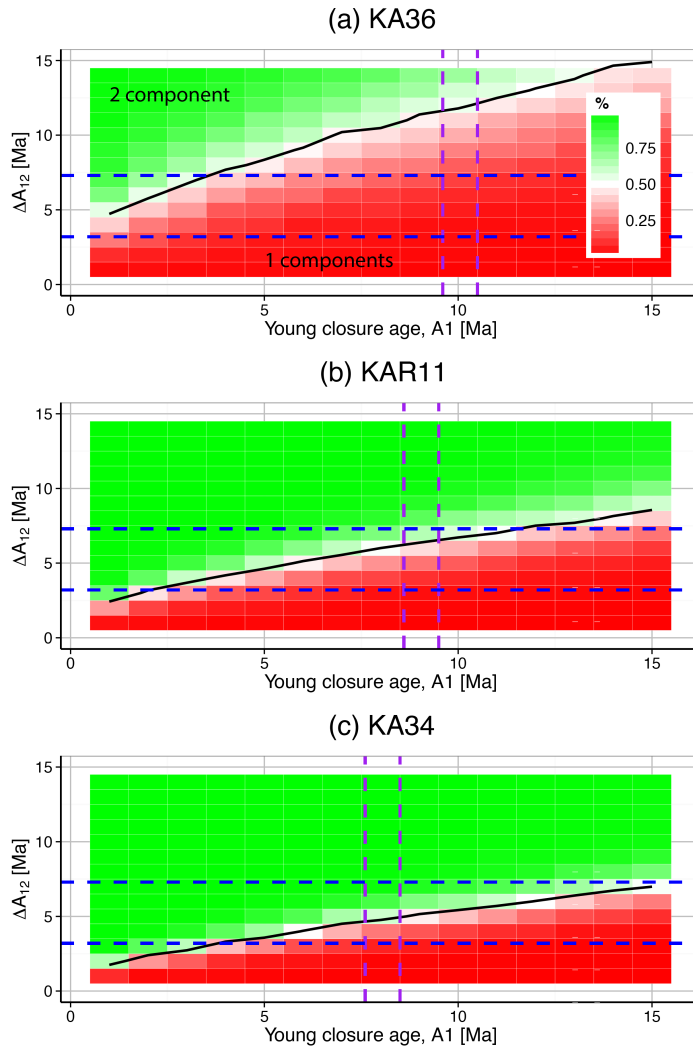 (a) KA36
15
10
5
0
ΔA12 [Ma]
2 component
1 components
%
0.75
0.50
0.25
0 5 10 15
Young closure age, A1 [Ma]
(b) KAR11
15
10
5
0
ΔA12 [Ma]
0 5 10 15
Young closure age, A1 [Ma]
(c) KA34
15
10
5
0
ΔA12 [Ma]
0 5 10 15
Young closure age, A1 [Ma]